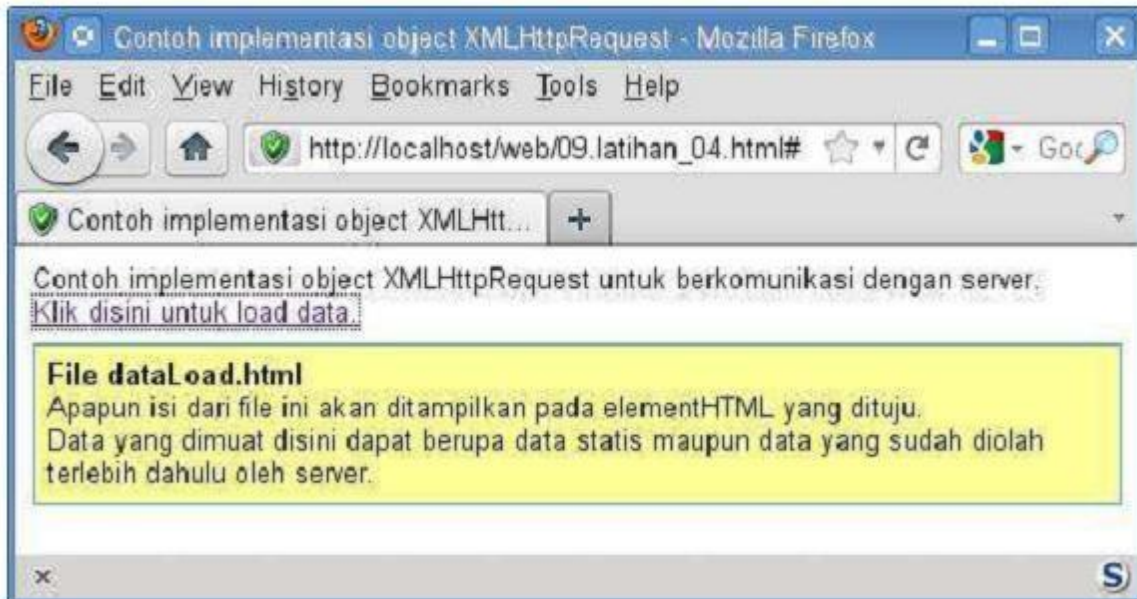 Contoh implementasi object XMLHttpRequest - Mozilla Firefox
File Edit View History Bookmarks Tools Help
http://localhost/web/09.latihan_04.html#
Contoh implementasi object XMLHtt...
Contoh implementasi object XMLHttpRequest untuk berkomunikasi dengan server.
Klik disini untuk load data.
File dataLoad.html
Apapun isi dari file ini akan ditampilkan pada elementHTML yang dituju.
Data yang dimuat disini dapat berupa data statis maupun data yang sudah diolah
terlebih dahulu oleh server.
S